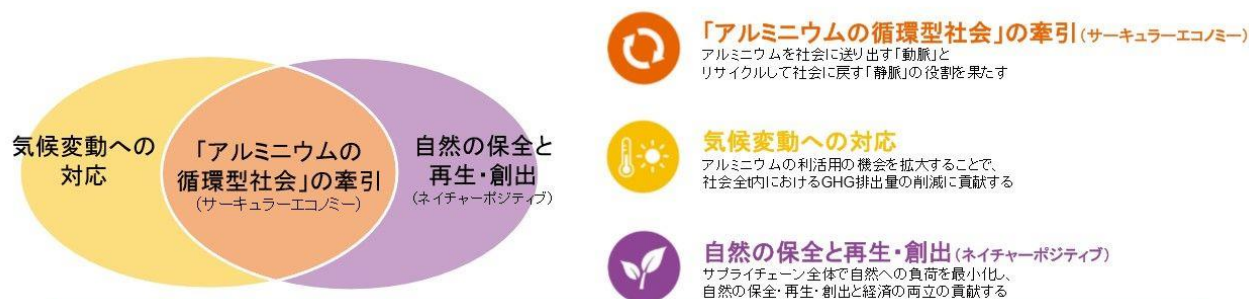 気候変動への
対応
「アルミニウムの
循環型社会」の牽引
(サーキュラーエコノミー)
自然の保全と
再生・創出
(ネイチャーポジティブ)
「アルミニウムの循環型社会」の牽引(サーキュラーエコノミー)
アルミニウムを社会に送り出す「動脈」と
リサイクルして社会に戻す「静脈」の役割を果たす
気候変動への対応
アルミニウムの利活用の機会を拡大することで、
社会全的におけるGHG排出量の削減に貢献する
自然の保全と再生・創出(ネイチャーポジティブ)
サプライチェーン全体で自然への負荷を最小化し、
自然の保全・再生・創出と経済の両立の貢献する